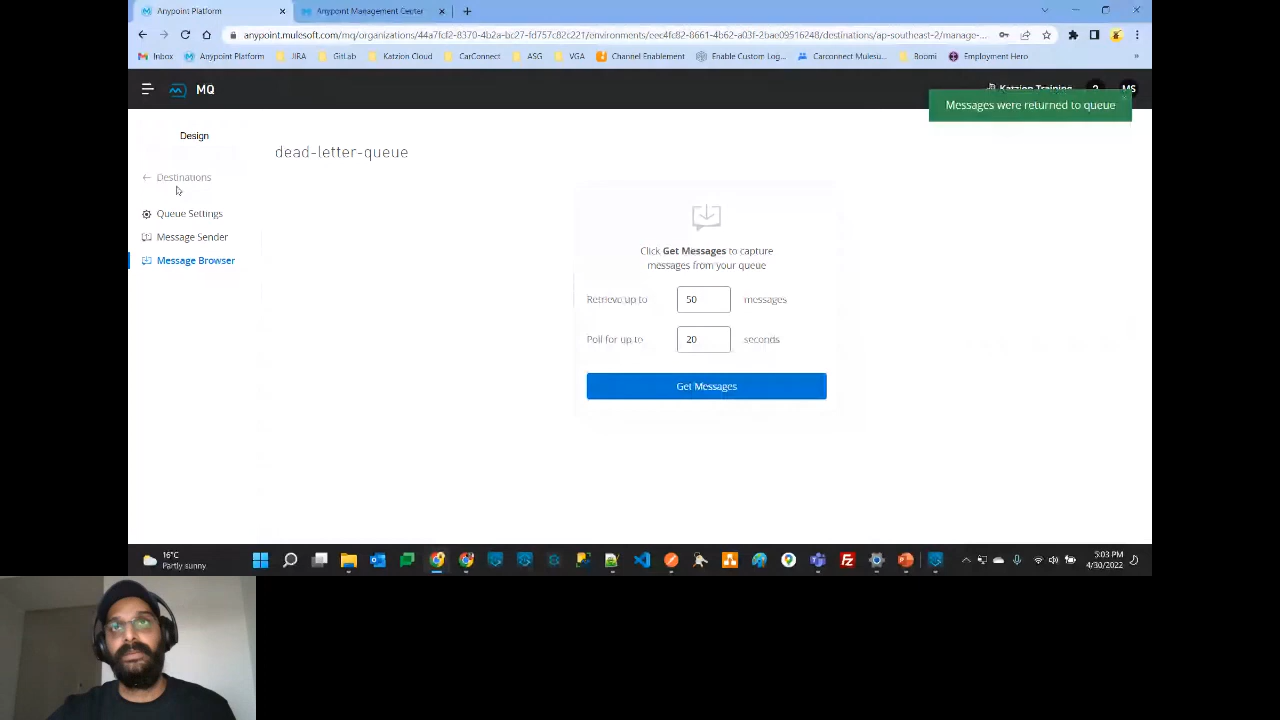 Anypoint Platform
Anypoint Management Center
anypoint.mulesoft.com/mq/organizations/44a7fcf2-8370-4b2a-bc27-fd757c82c221/environments/eec4fc82-8661-4b62-a03f-2bae09516248/destinations/ap-southeast-2/manage-...
Inbox
Anypoint Platform
JIRA
GitLab
Katzion Cloud
CarConnect
ASG
VGA
Channel Enablement
Enable Custom Log...
Carconnect Mulesu...
Boomi
Employment Hero
MQ
Katzion Training
?
MS
Messages were returned to queue
Design
dead-letter-queue
Destinations
Queue Settings
Message Sender
Message Browser
Click Get Messages to capture
messages from your queue
Retrieve up to 50 messages
Poll for up to 20 seconds
Get Messages
16°C
Partly sunny
5:03 PM
4/30/2022